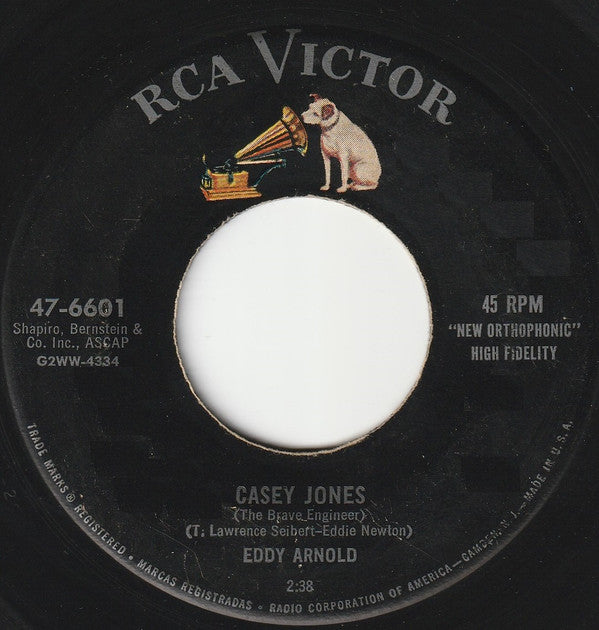 RCA VICTOR
47-6601
Shapiro, Bernstein &
Co. Inc., ASCAP
G2WW-4334
45 RPM
"NEW ORTHOPHONIC"
HIGH FIDELITY
CASEY JONES
(The Brave Engineer)
(T. Lawrence Seibert-Eddie Newton)
EDDY ARNOLD
2:38
TRADE MARKS ® REGISTERED • MARCAS REGISTRADAS • RADIO CORPORATION OF AMERICA—CAMDEN, N. J.—MADE IN U.S.A.